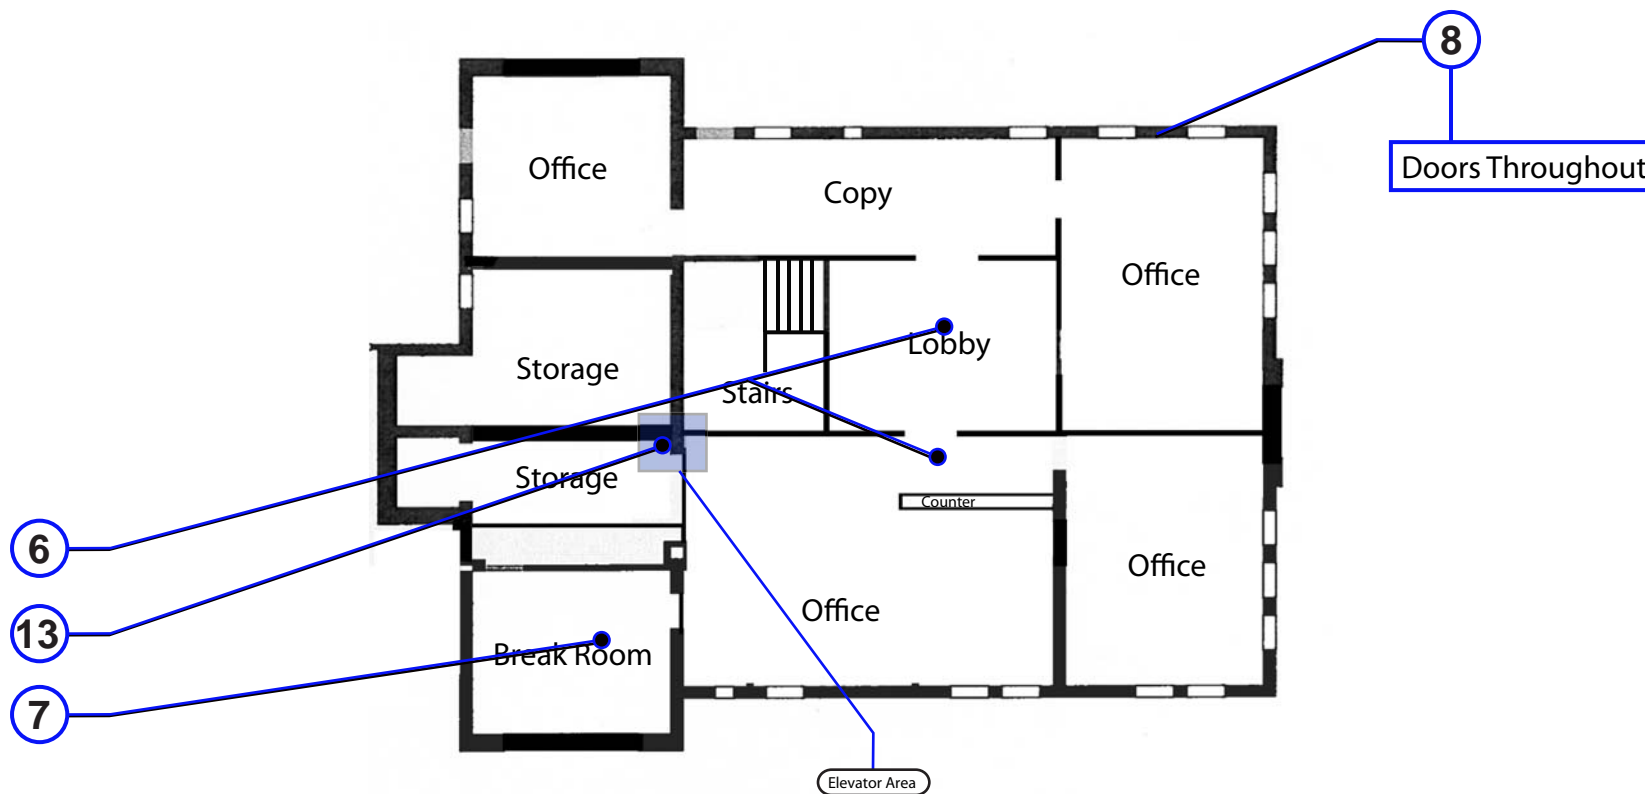 8
Doors Throughout
Office
Copy
Office
Lobby
Storage
Stairs
Storage
Counter
6
Office
Office
13
Break Room
7
Elevator Area